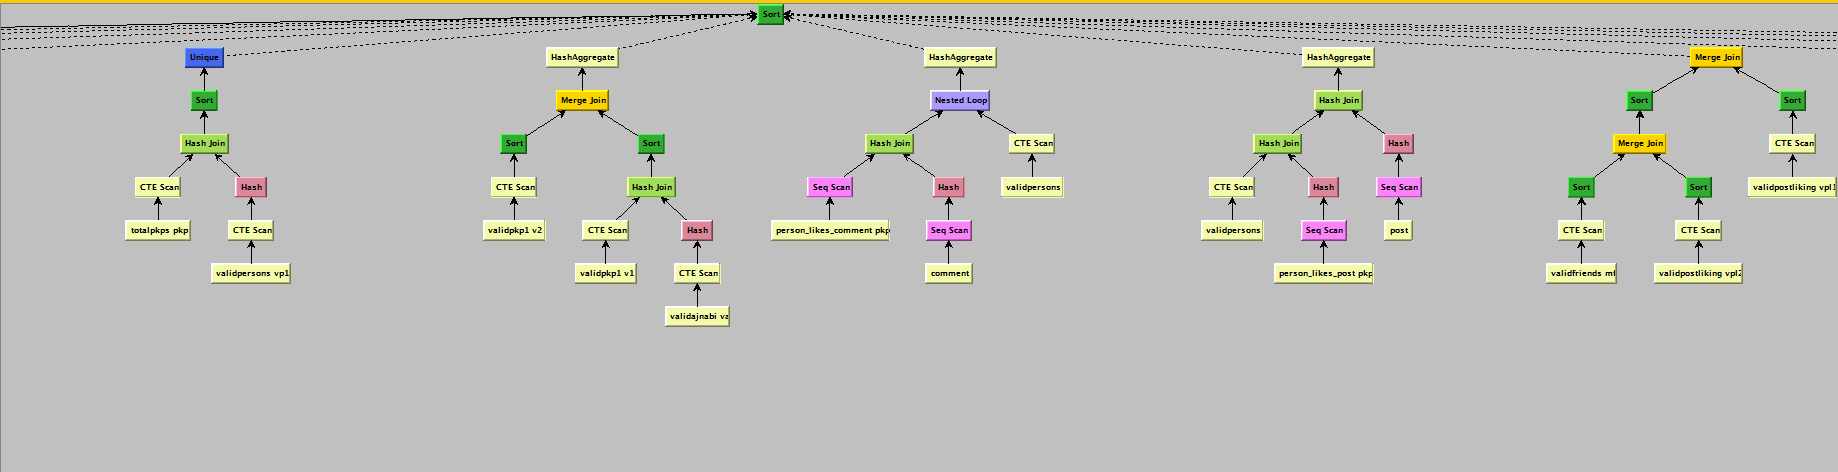 Sort
Unique
HashAggregate
HashAggregate
HashAggregate
Merge Join
Sort
Merge Join
Nested Loop
Hash Join
Sort
Sort
Hash Join
Sort
Sort
Hash Join
CTE Scan
Hash Join
Hash
Merge Join
CTE Scan
CTE Scan
Hash
CTE Scan
Hash Join
Seq Scan
Hash
validpersons
CTE Scan
Hash
Seq Scan
Sort
Sort
validpostliking vpl1
totalpkps pkp
CTE Scan
validpkp1 v2
CTE Scan
Hash
person_likes_comment pkp
Seq Scan
validpersons
Seq Scan
post
CTE Scan
CTE Scan
validpersons vp1
validpkp1 v1
CTE Scan
comment
person_likes_post pkp
validfriends mf
validpostliking vpl2
validajnabi va